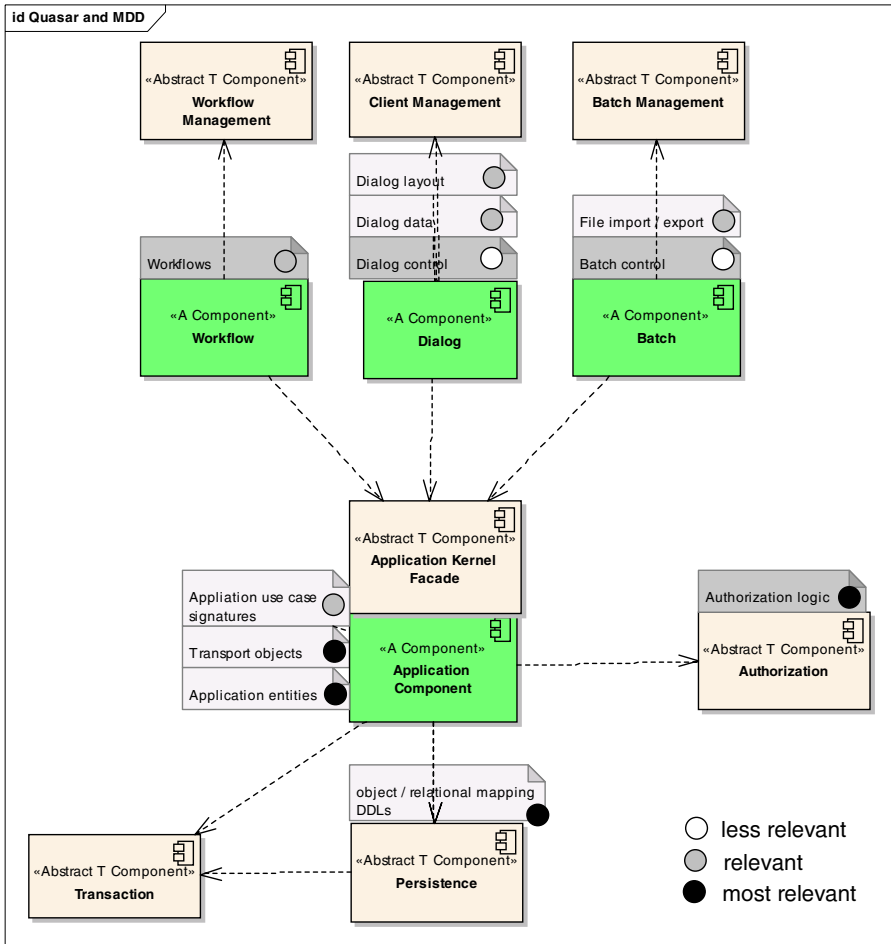 id Quasar and MDD
«Abstract T Component»
Workflow
Management
«Abstract T Component»
Client Management
«Abstract T Component»
Batch Management
Dialog layout
Dialog data
Dialog control
File import / export
Batch control
Workflows
«A Component»
Workflow
«A Component»
Dialog
«A Component»
Batch
«Abstract T Component»
Application Kernel
Facade
Appliation use case
signatures
Transport objects
Application entities
«A Component»
Application
Component
Authorization logic
«Abstract T Component»
Authorization
object / relational mapping
DDLs
«Abstract T Component»
Transaction
«Abstract T Component»
Persistence
less relevant
relevant
most relevant